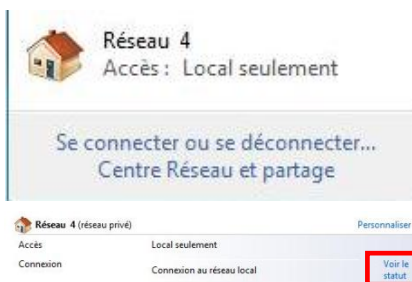 Réseau 4
Accès : Local seulement
Se connecter ou se déconnecter...
Centre Réseau et partage
Réseau 4 (réseau privé) Personnaliser
Accès Local seulement
Connexion Connexion au réseau local Voir le
statut